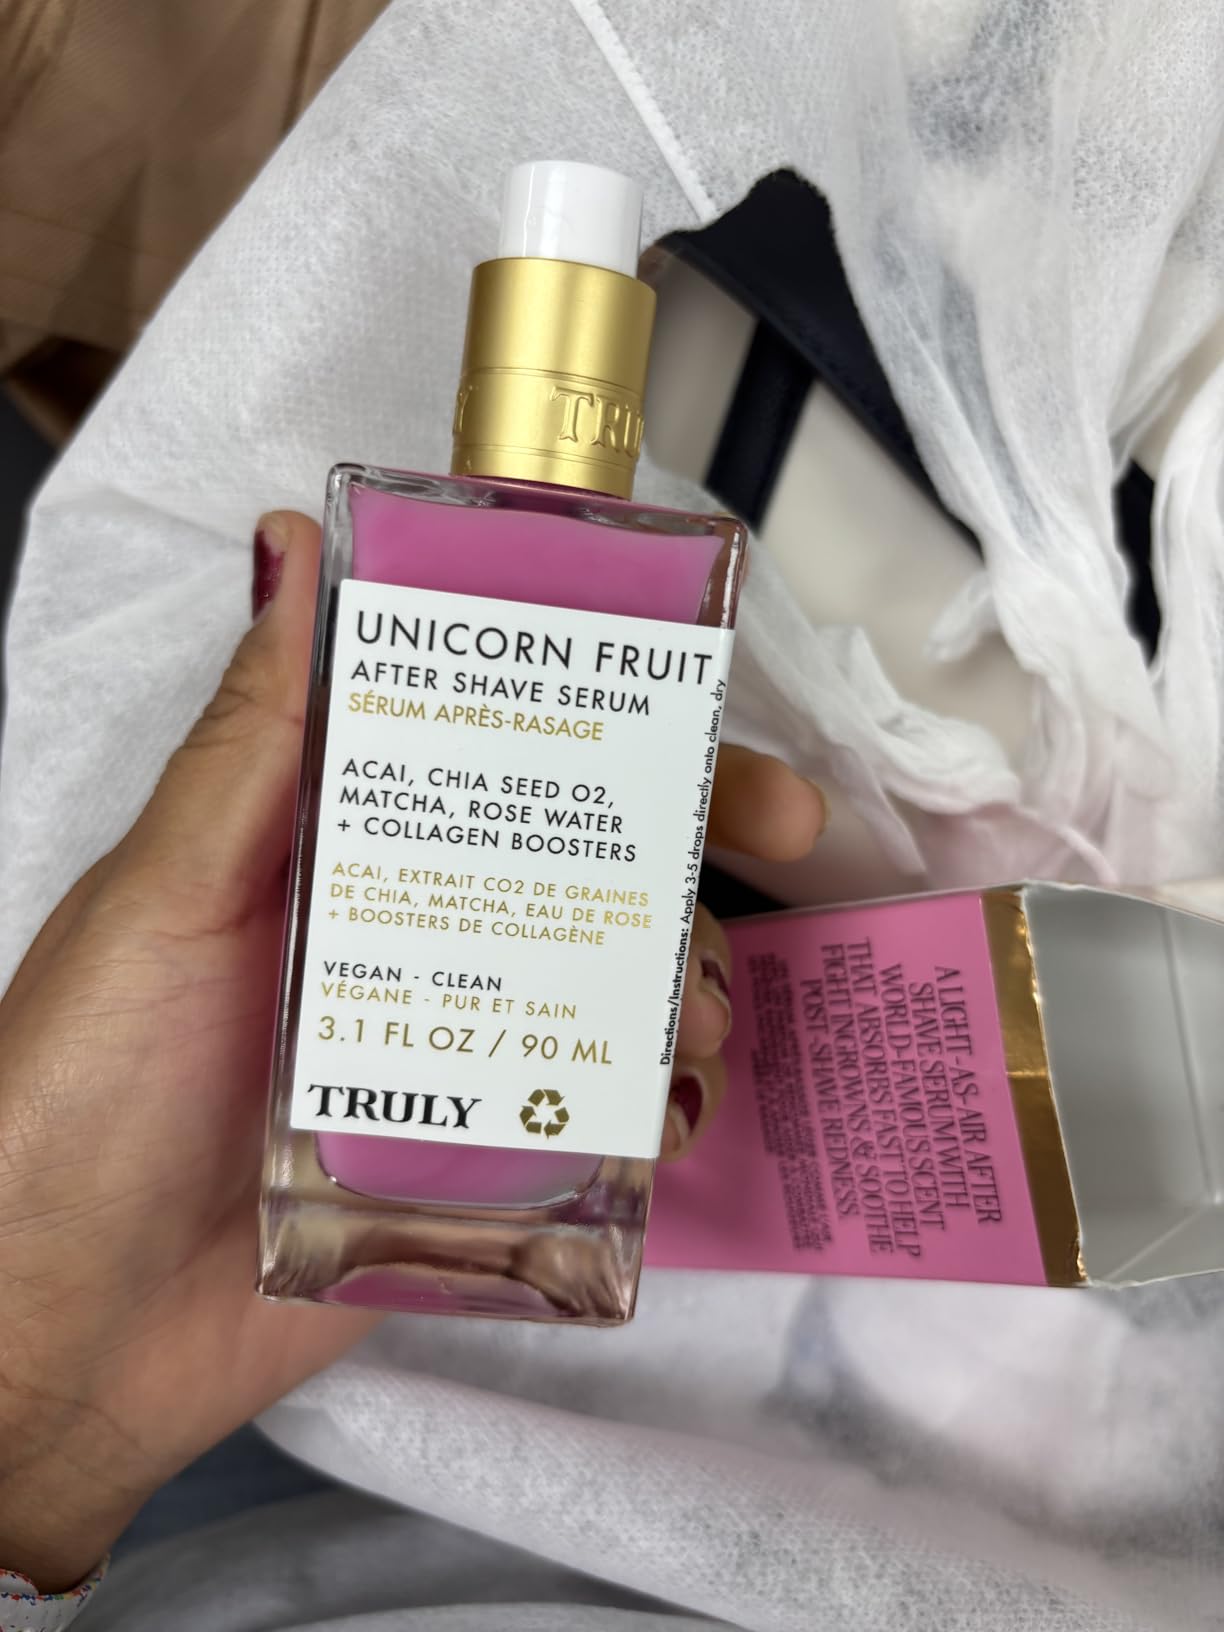 TRU
UNICORN FRUIT
AFTER SHAVE SERUM
SÉRUM APRÈS-RASAGE
ACAI, CHIA SEED O2,
MATCHA, ROSE WATER
+ COLLAGEN BOOSTERS
ACAI, EXTRAIT CO2 DE GRAINES
DE CHIA, MATCHA, EAU DE ROSE
+ BOOSTERS DE COLLAGÈNE
VEGAN - CLEAN
VÉGANE - PUR ET SAIN
3.1 FL OZ / 90 ML
TRULY
Directions/Instructions: Apply 3-5 drops directly onto clean, dry
A LIGHT-AS-AIR AFTER
SHAVE SERUM WITH
WORLD-FAMOUS SCENT
THAT ABSORBS FAST TO HELP
FIGHT INGROWNS & SOOTHE
POST-SHAVE REDNESS.